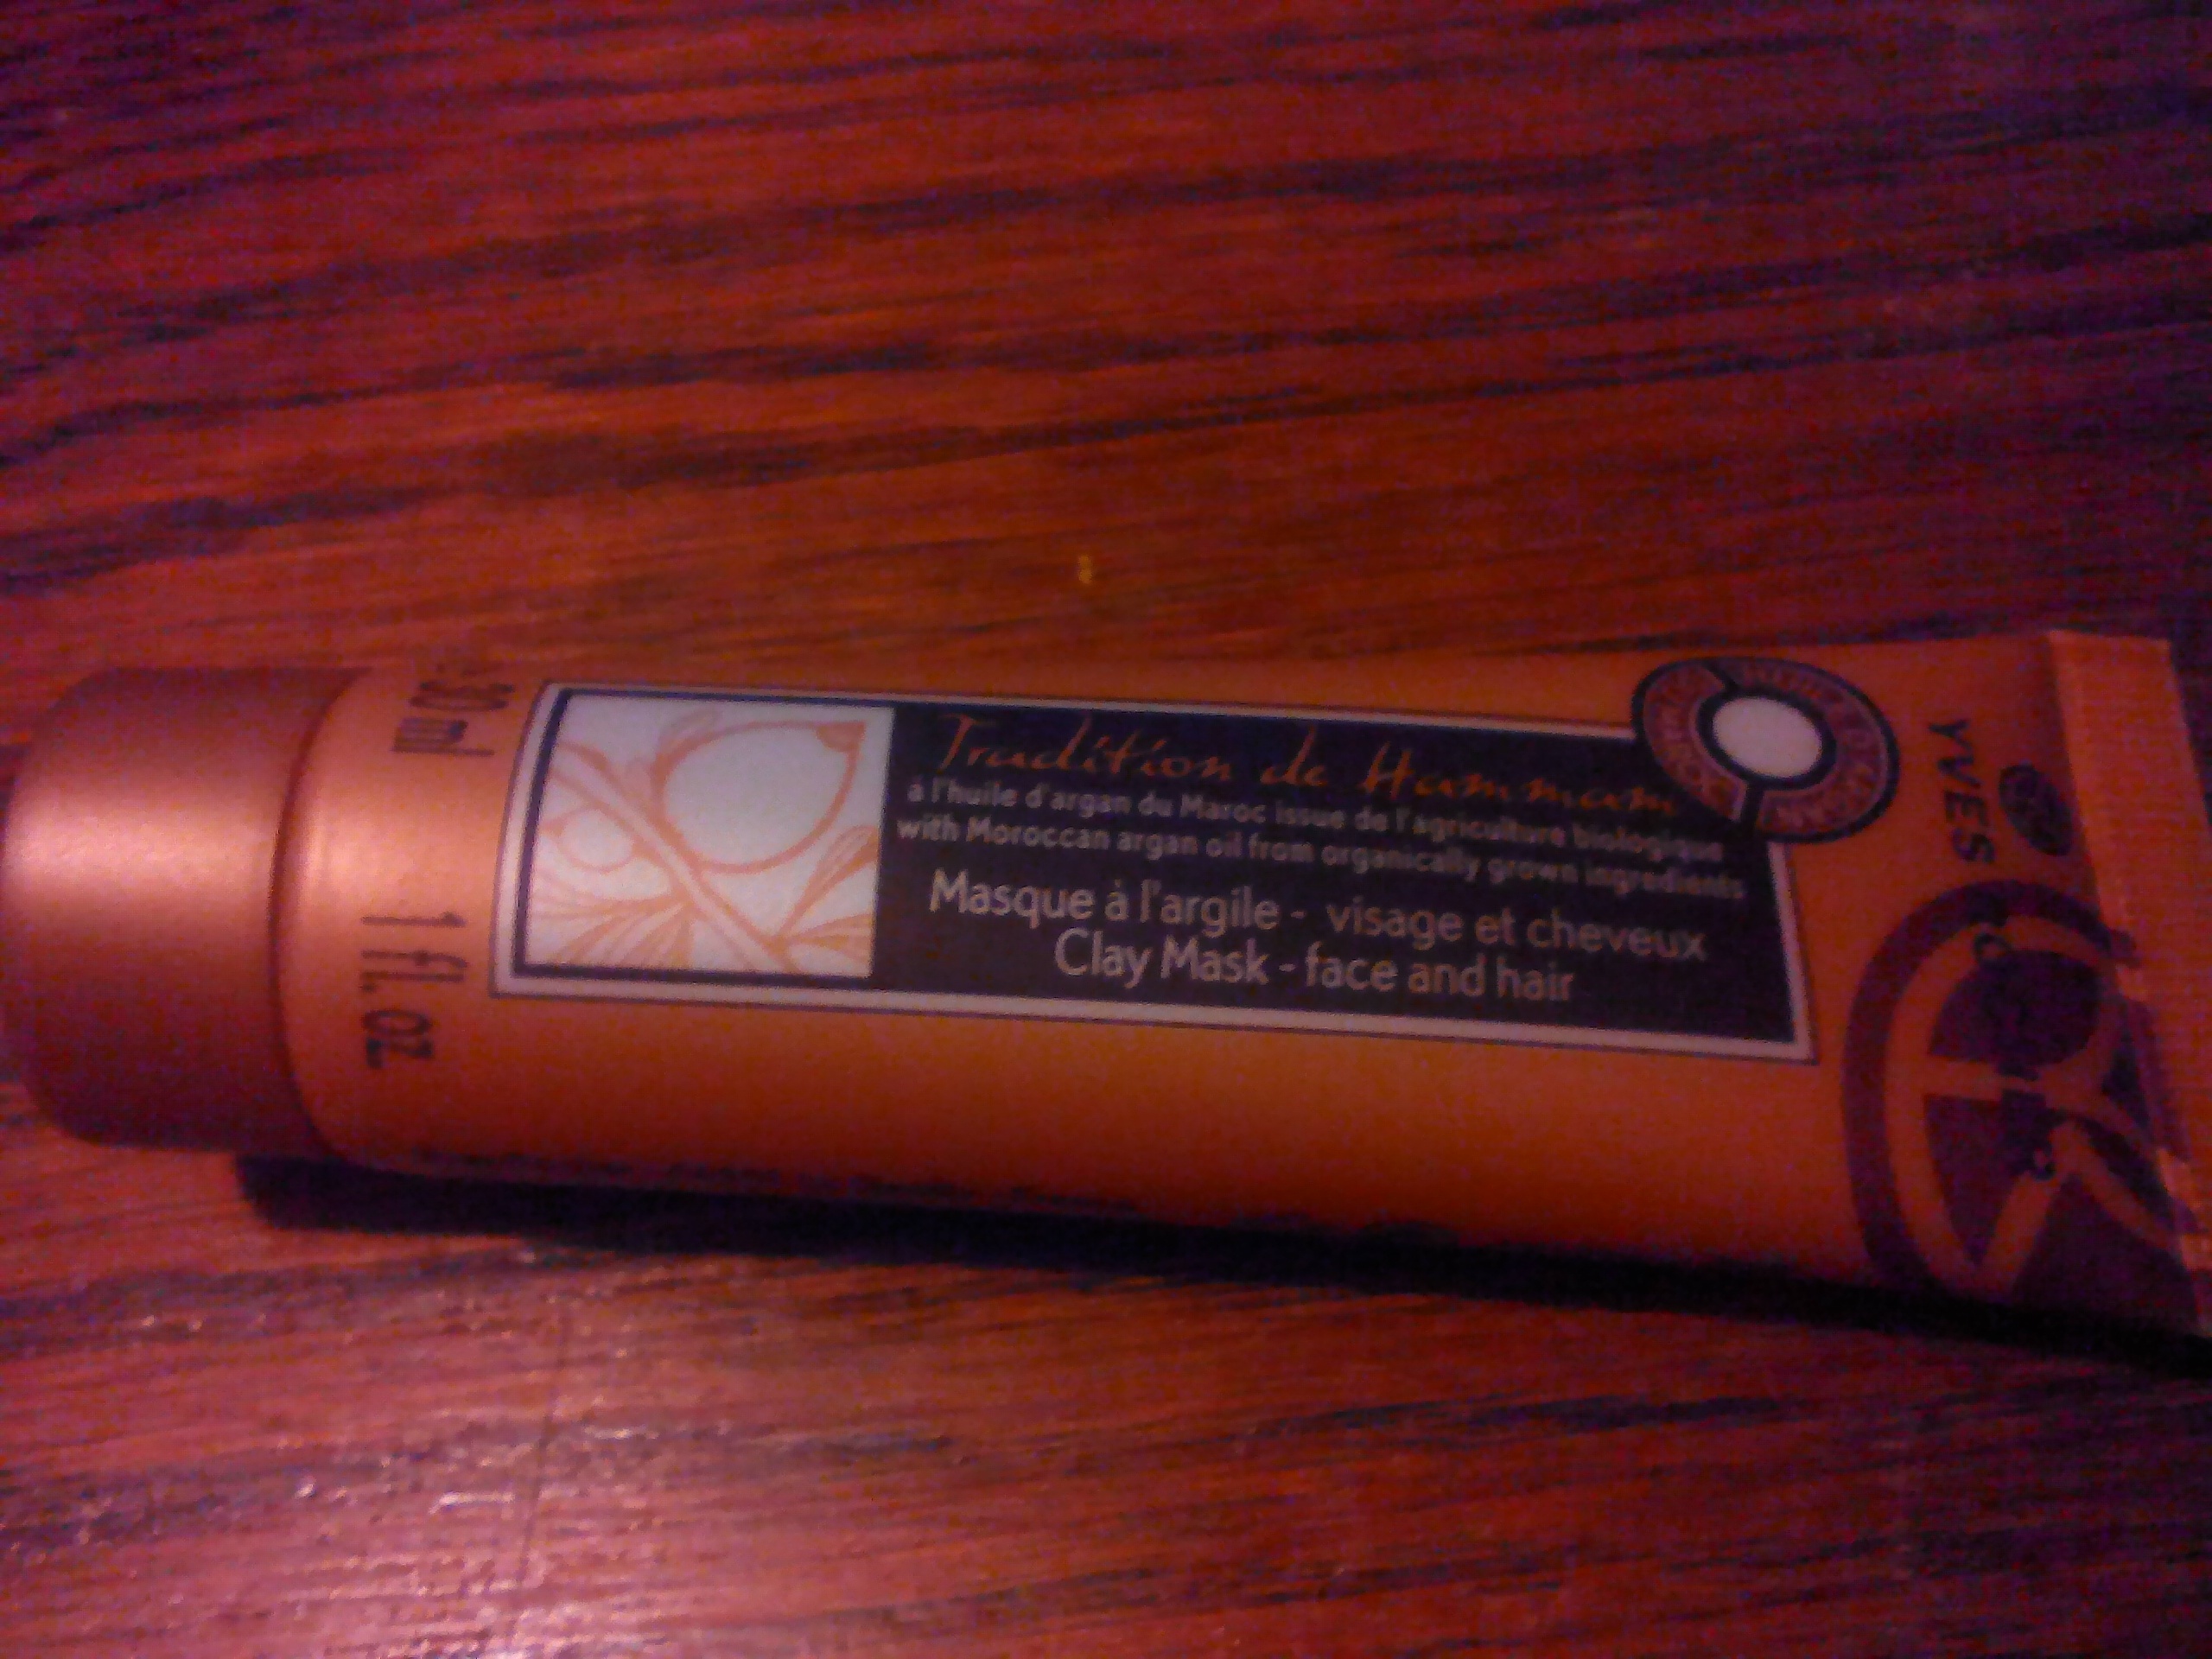 YVES
Tradition de Hammam
à l'huile d'argan du Maroc issue de l'agriculture biologique
with Moroccan argan oil from organically grown ingredients
Masque à l'argile - visage et cheveux
Clay Mask - face and hair
30 ml
1 fl. oz